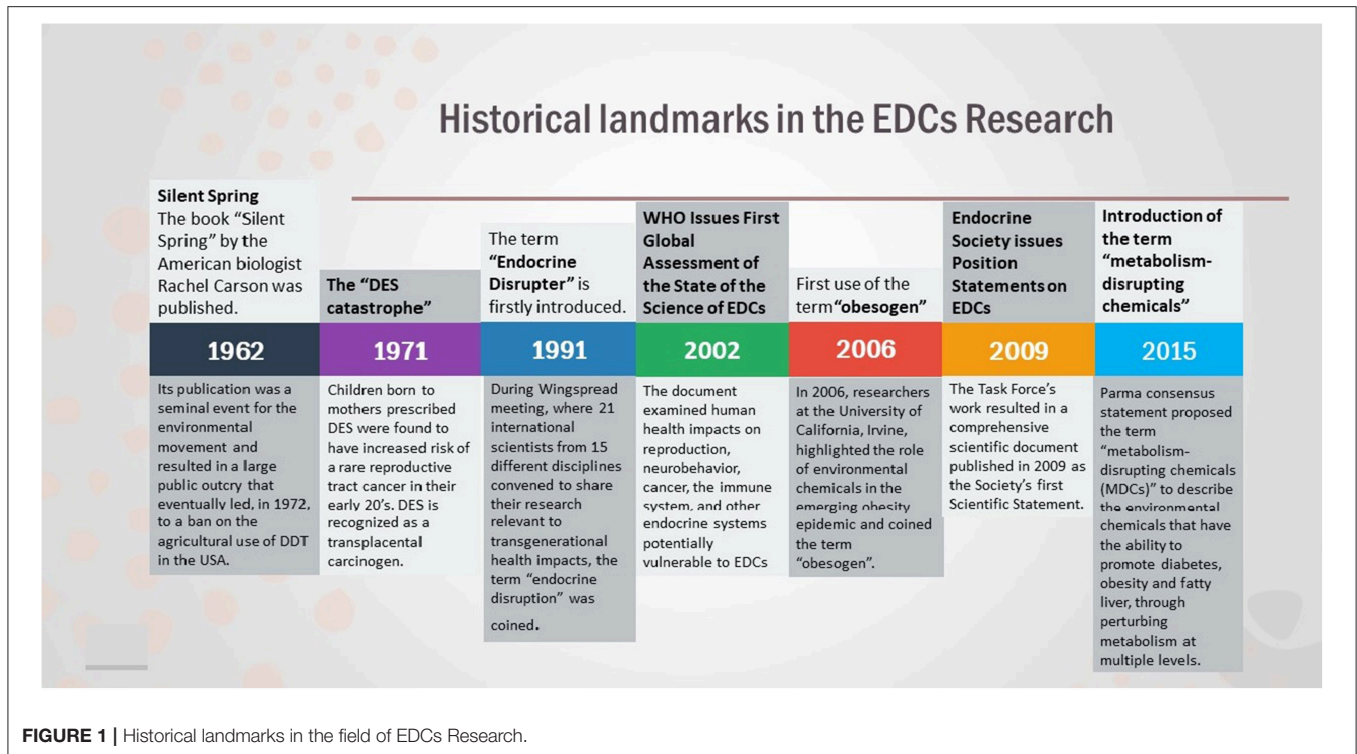 Historical landmarks in the EDCs Research
Silent Spring
The book “Silent
Spring” by the
American biologist
Rachel Carson was
published.
1962
Its publication was a
seminal event for the
environmental
movement and
resulted in a large
public outcry that
eventually led, in 1972,
to a ban on the
agricultural use of DDT
in the USA.
The “DES
catastrophe”
1971
Children born to
mothers prescribed
DES were found to
have increased risk of
a rare reproductive
tract cancer in their
early 20’s. DES is
recognized as a
transplacental
carcinogen.
The term
“Endocrine
Disrupter” is
firstly introduced.
1991
During Wingspread
meeting, where 21
international
scientists from 15
different disciplines
convened to share
their research
relevant to
transgenerational
health impacts, the
term “endocrine
disruption” was
coined.
WHO Issues First
Global
Assessment of
the State of the
Science of EDCs
2002
The document
examined human
health impacts on
reproduction,
neurobehavior,
cancer, the immune
system, and other
endocrine systems
potentially
vulnerable to EDCs
First use of the
term “obesogen”
2006
In 2006, researchers
at the University of
California, Irvine,
highlighted the role
of environmental
chemicals in the
emerging obesity
epidemic and coined
the term
“obesogen”.
Endocrine
Society issues
Position
Statements on
EDCs
2009
The Task Force’s
work resulted in a
comprehensive
scientific document
published in 2009 as
the Society’s first
Scientific Statement.
Introduction of
the term
“metabolism-
disrupting
chemicals”
2015
Parma consensus
statement proposed
the term
“metabolism-
disrupting chemicals
(MDCs)” to describe
the environmental
chemicals that have
the ability to
promote diabetes,
obesity and fatty
liver, through
perturbing
metabolism at
multiple levels.
FIGURE 1 | Historical landmarks in the field of EDCs Research.